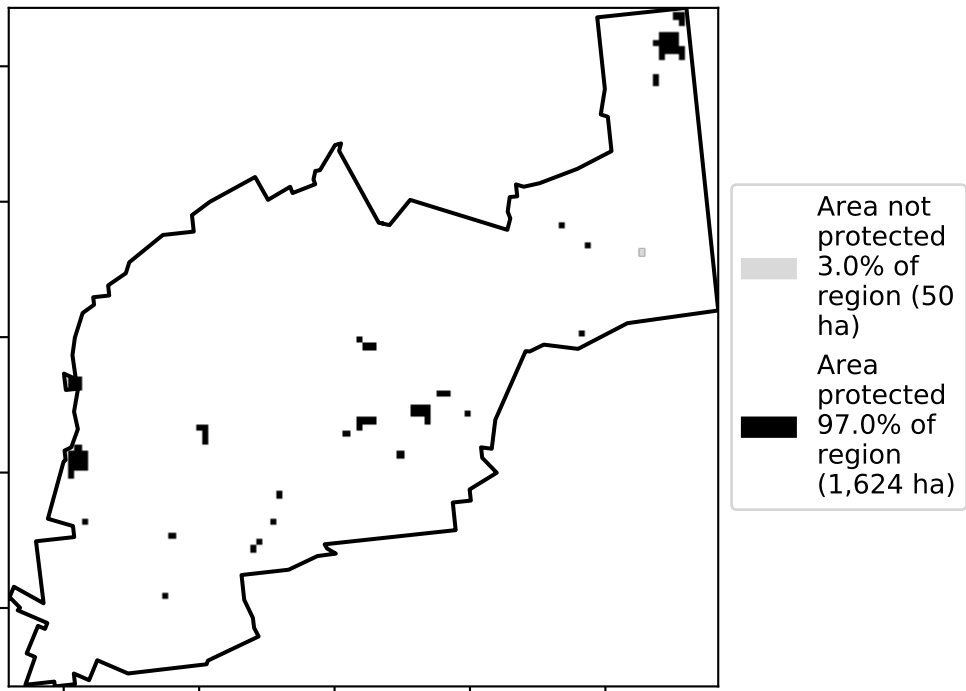 Area not
protected
3.0% of
region (50
ha)
Area
protected
97.0% of
region
(1,624 ha)